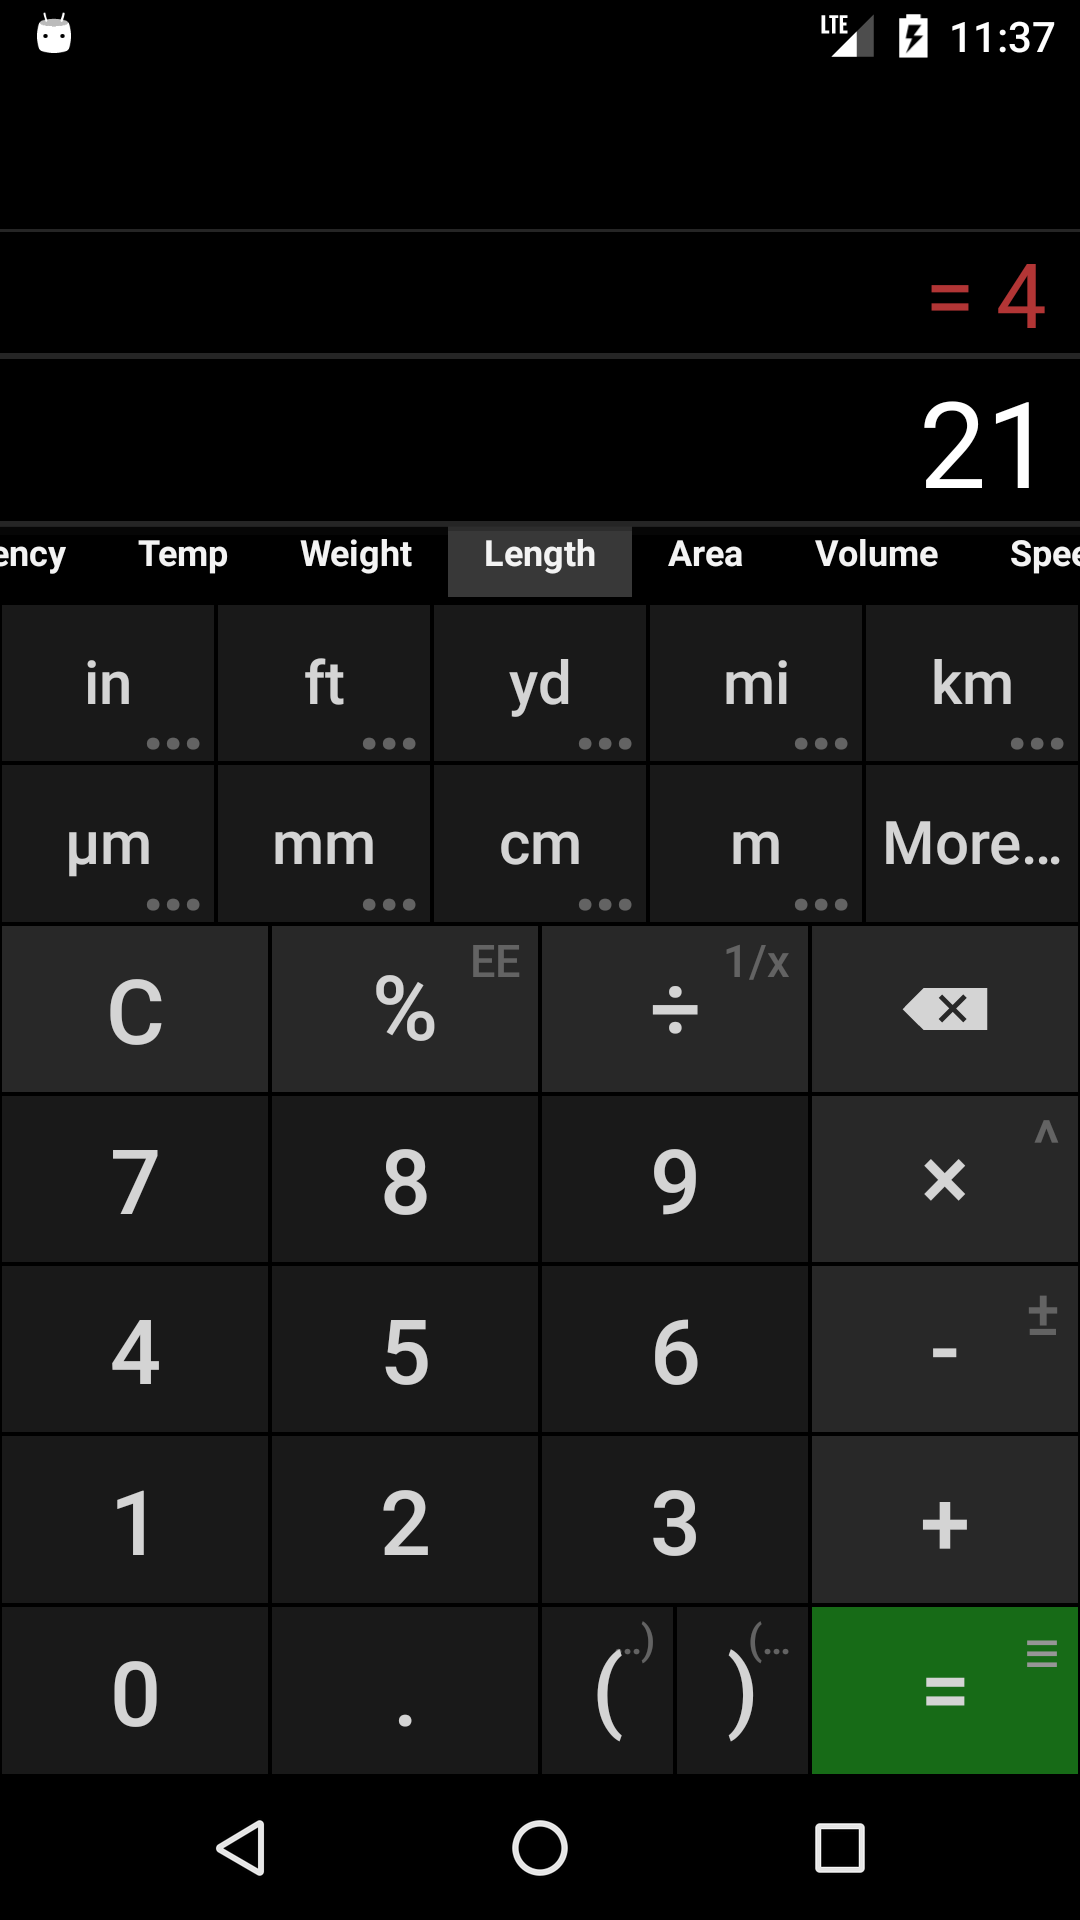 LTE 11:37
= 4
21
ency Temp Weight Length Area Volume Spee
in ft yd mi km
µm mm cm m More...
C % EE ÷ 1/x
7 8 9 × ^
4 5 6 - ±
1 2 3 +
0 . ( ..) ) (... =